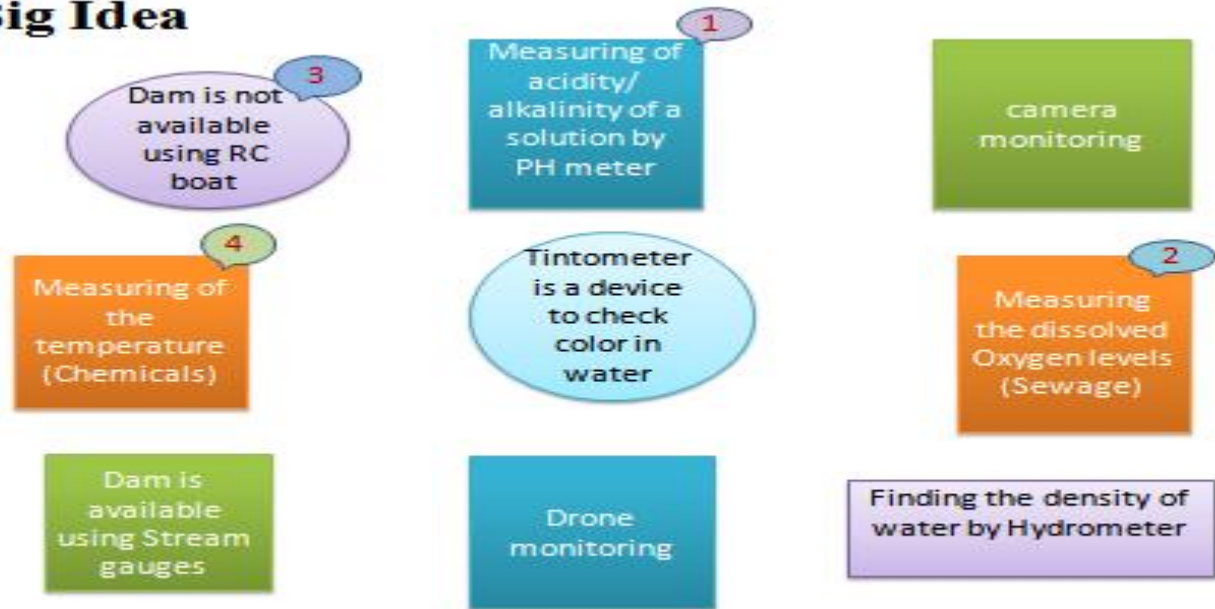 Big Idea
3
Dam is not
available
using RC
boat
1
Measuring of
acidity/
alkalinity of a
solution by
PH meter
camera
monitoring
4
Measuring of
the
temperature
(Chemicals)
Tintometer
is a device
to check
color in
water
2
Measuring
the dissolved
Oxygen levels
(Sewage)
Dam is
available
using Stream
gauges
Drone
monitoring
Finding the density of
water by Hydrometer